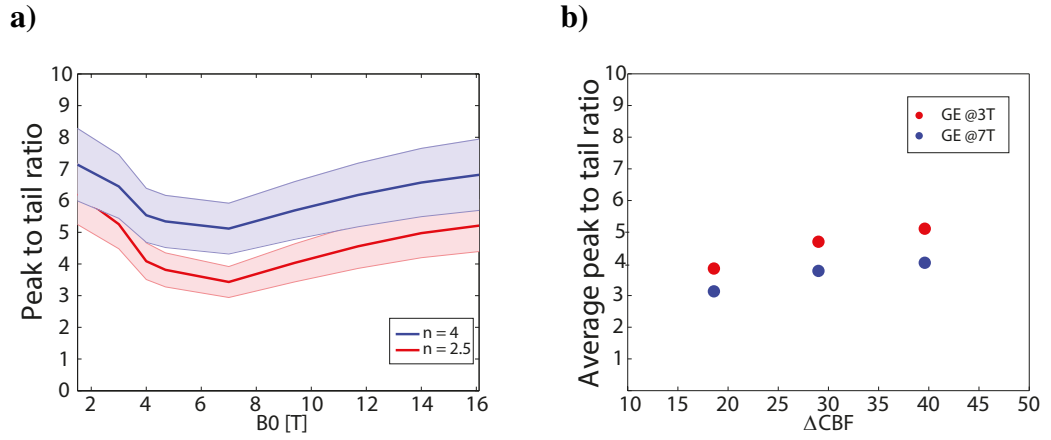 a)
Peak to tail ratio
10
9
8
7
6
5
4
3
2
1
0
2 4 6 8 10 12 14 16
B0 [T]
n = 4
n = 2.5
b)
Average peak to tail ratio
10
9
8
7
6
5
4
3
2
1
10 15 20 25 30 35 40 45 50
ΔCBF
GE @3T
GE @7T